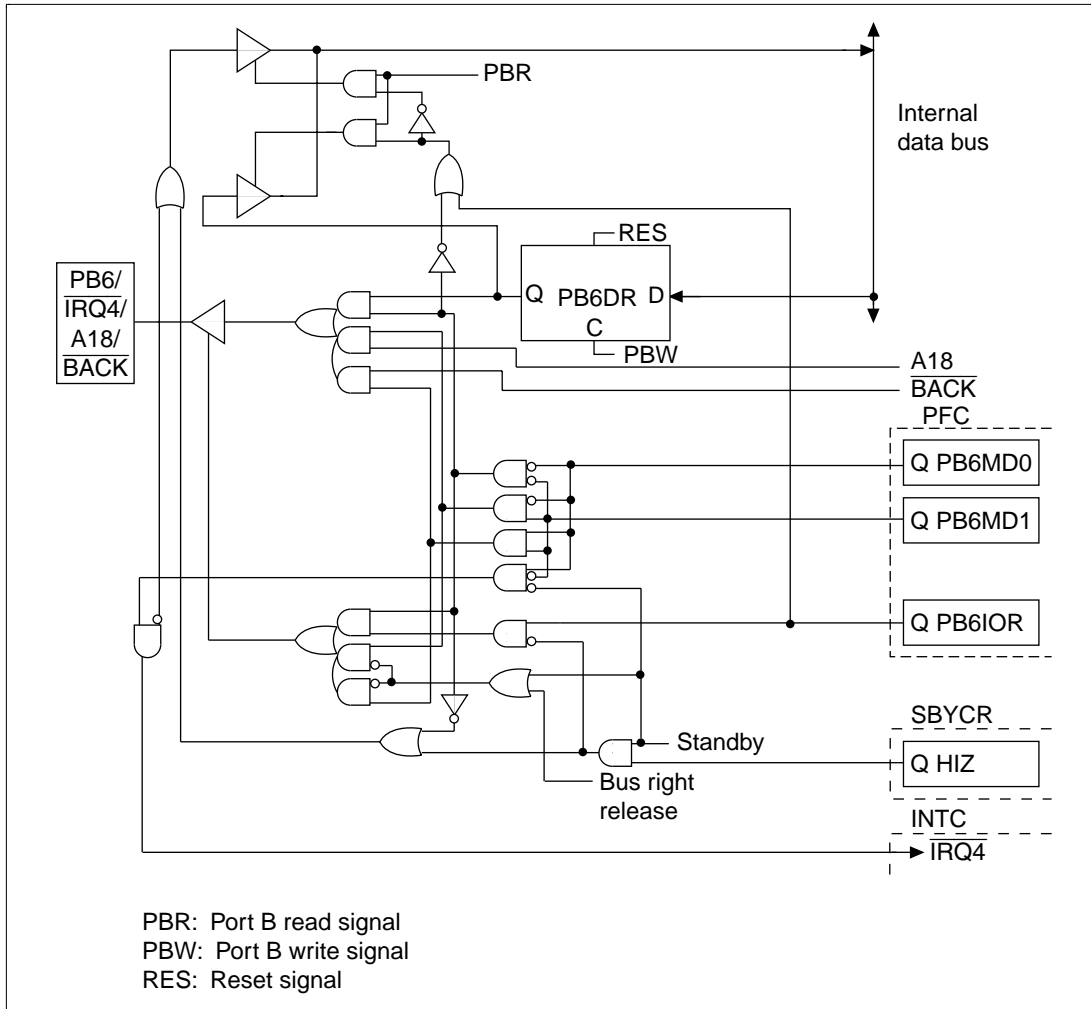 PBR
Internal
data bus
RES
Q PB6DR D
C
PBW
PB6/
IRQ4/
A18/
BACK
A18
BACK
PFC
Q PB6MD0
Q PB6MD1
Q PB6IOR
SBYCR
Standby
Q HIZ
Bus right
release
INTC
IRQ4
PBR: Port B read signal
PBW: Port B write signal
RES: Reset signal